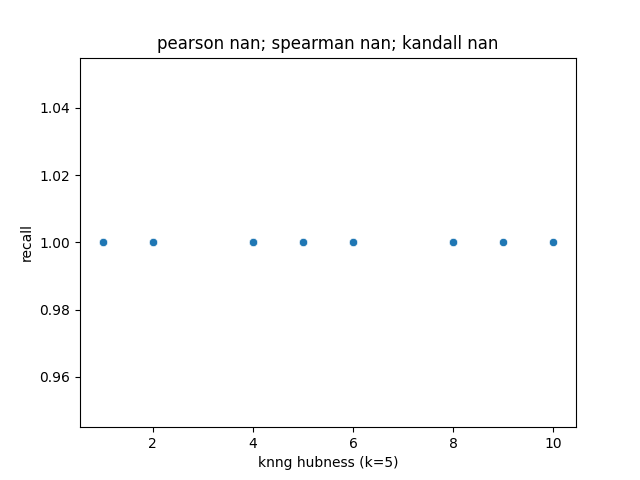 pearson nan; spearman nan; kandall nan
1.04
1.02
1.00
0.98
0.96
recall
2 4 6 8 10
knng hubness (k=5)